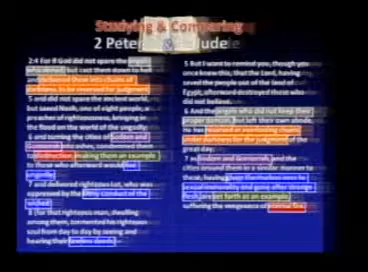 Studying & Comparing
2 Peter & Jude
2:4 For if God did not spare the angels
who sinned, but cast them down to hell
and delivered them into chains of
darkness, to be reserved for judgment;
5 and did not spare the ancient world,
but saved Noah, one of eight people, a
preacher of righteousness, bringing in
the flood on the world of the ungodly;
6 and turning the cities of Sodom and
Gomorrah into ashes, condemned them
to destruction, making them an example
to those who afterward would live
ungodly;
7 and delivered righteous Lot, who was
oppressed by the filthy conduct of the
wicked
8 (for that righteous man, dwelling
among them, tormented his righteous
soul from day to day by seeing and
hearing their lawless deeds)
5 But I want to remind you, though you
once knew this, that the Lord, having
saved the people out of the land of
Egypt, afterward destroyed those who
did not believe.
6 And the angels who did not keep their
proper domain, but left their own abode,
He has reserved in everlasting chains
under darkness for the judgment of the
great day;
7 as Sodom and Gomorrah, and the
cities around them in a similar manner to
these, having given themselves over to
sexual immorality and gone after strange
flesh, are set forth as an example,
suffering the vengeance of eternal fire.